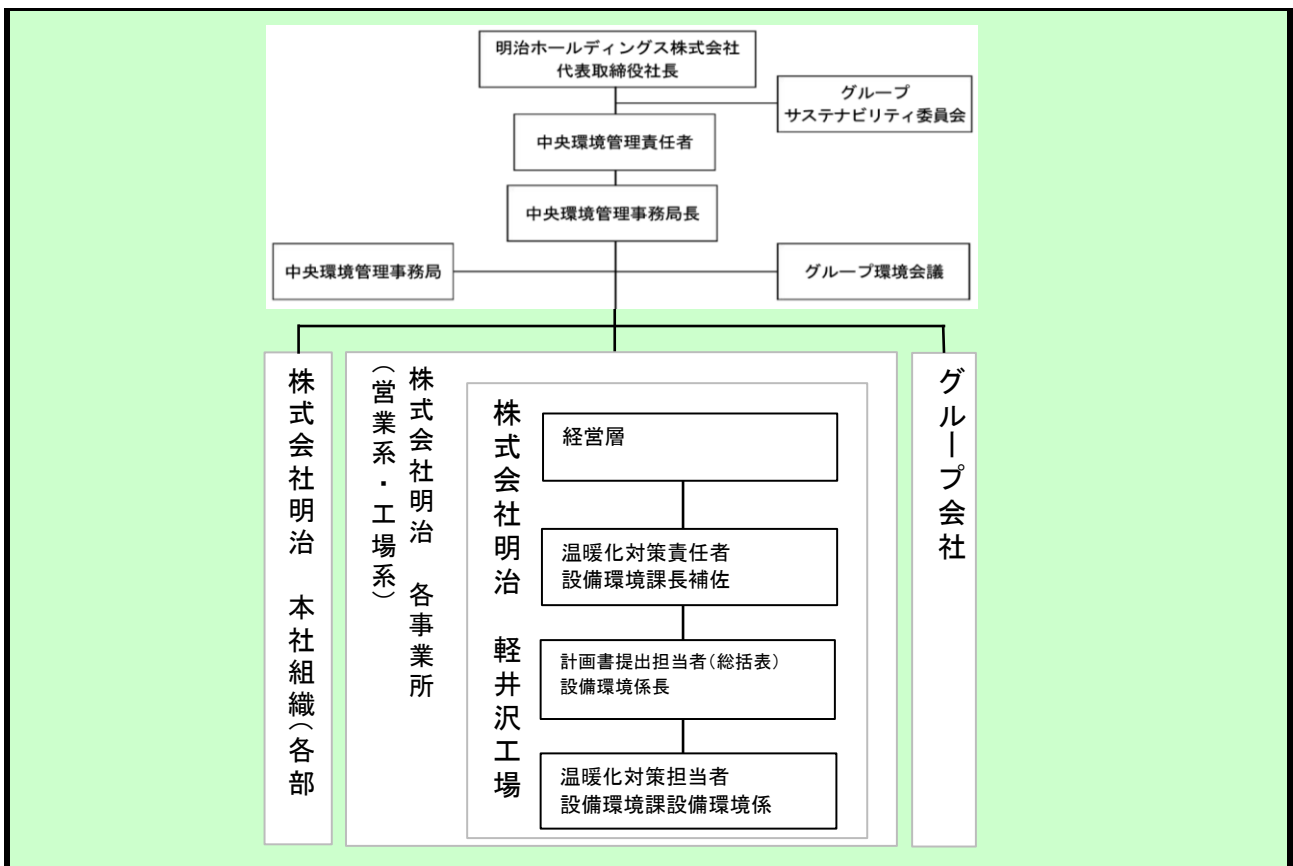 明治ホールディングス株式会社
代表取締役社長
グループ
サステナビリティ委員会
中央環境管理責任者
中央環境管理事務局長
中央環境管理事務局
グループ環境会議
株式会社明治　本社組織（各部
株式会社明治　各事業所
（営業系・工場系）
株式会社明治　軽井沢工場
経営層
温暖化対策責任者
設備環境課長補佐
計画書提出担当者（総括表）
設備環境係長
温暖化対策担当者
設備環境課設備環境係
グループ会社